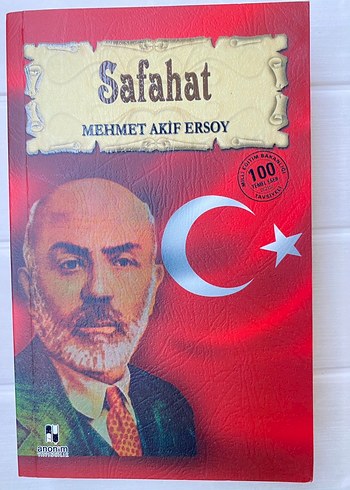 Safahat
MEHMET AKİF ERSOY
MİLLİ EĞİTİM BAKANLIĞI
100
TEMEL ESER
TAVSİYELİ
anonim